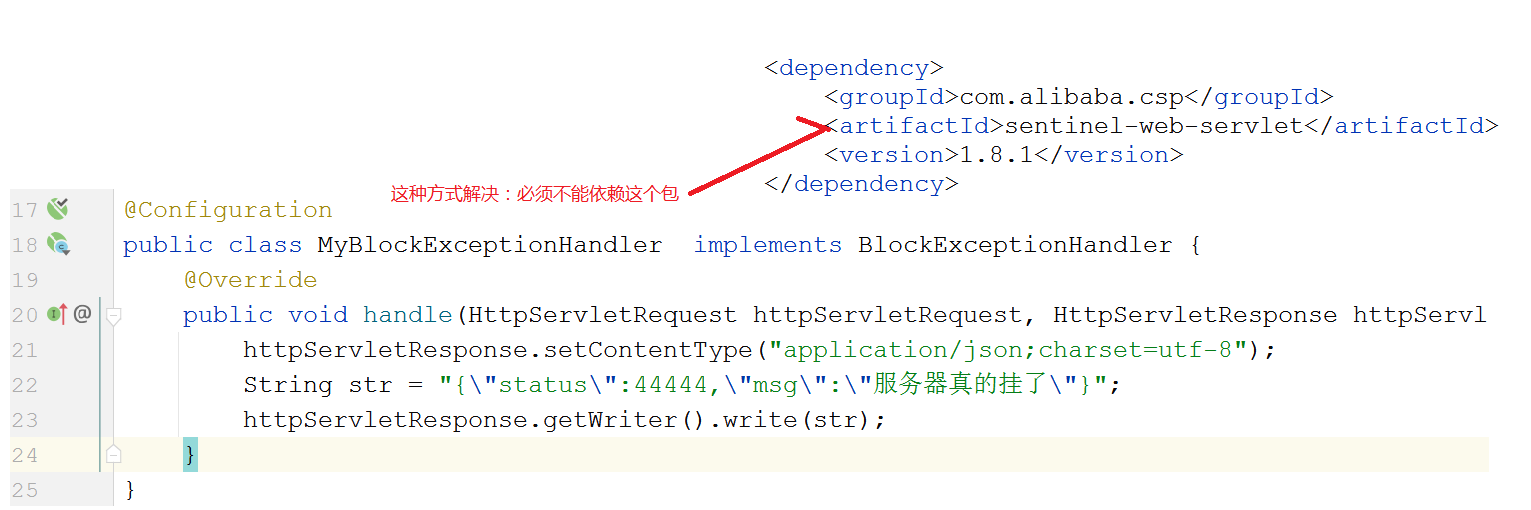 <dependency>
<groupId>com.alibaba.csp</groupId>
<artifactId>sentinel-web-servlet</artifactId>
<version>1.8.1</version>
</dependency>
这种方式解决：必须不能依赖这个包
17 @Configuration
18 public class MyBlockExceptionHandler  implements BlockExceptionHandler {
19 @Override
20 @ public void handle(HttpServletRequest httpServletRequest, HttpServletResponse httpServl
21 httpServletResponse.setContentType("application/json;charset=utf-8");
22 String str = "{\"status\":44444,\"msg\":\"服务器真的挂了\"}";
23 httpServletResponse.getWriter().write(str);
24 }
25 }